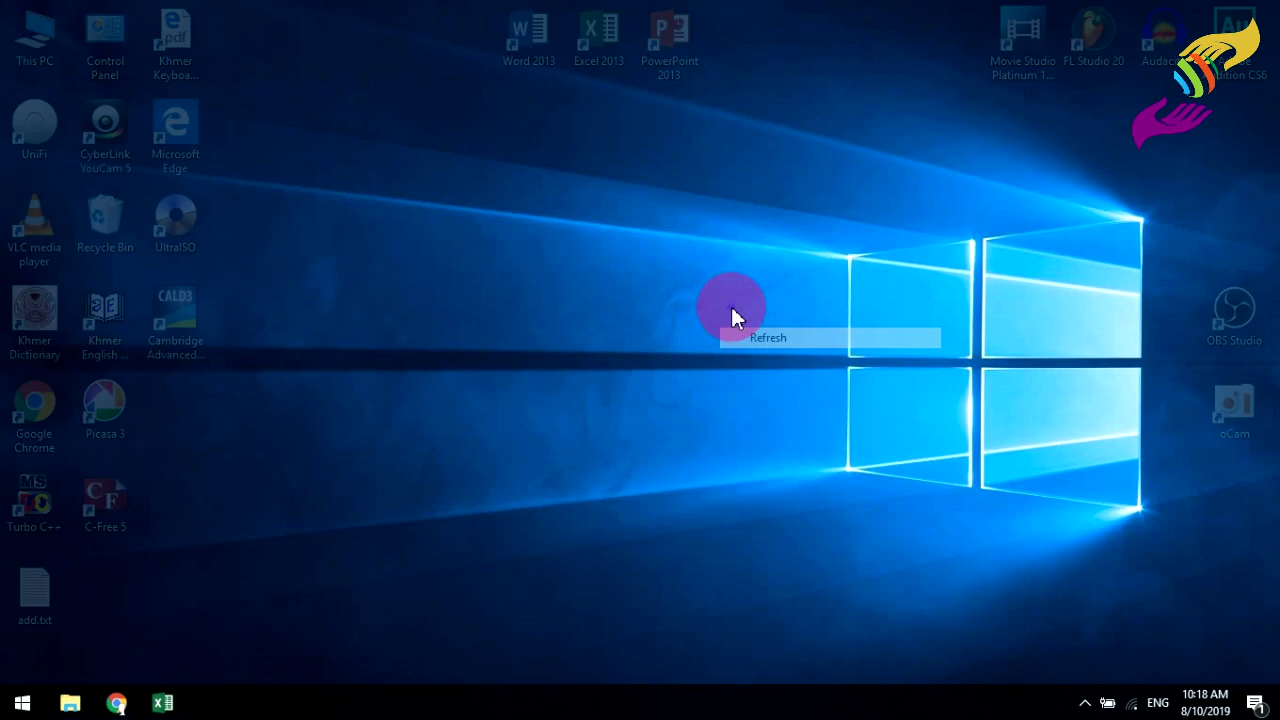 This PC
Control
Panel
Khmer
Keyboa...
Word 2013
Excel 2013
PowerPoint
2013
Movie Studio
Platinum 1...
FL Studio 20
UniFi
CyberLink
YouCam 5
Microsoft
Edge
VLC media
player
Recycle Bin
UltraISO
CALD3
Khmer
Dictionary
Khmer
English ...
Cambridge
Advanced...
Refresh
OBS Studio
Google
Chrome
Picasa 3
oCam
Turbo C++
C-Free 5
add.txt
ENG
10:18 AM
8/10/2019
1